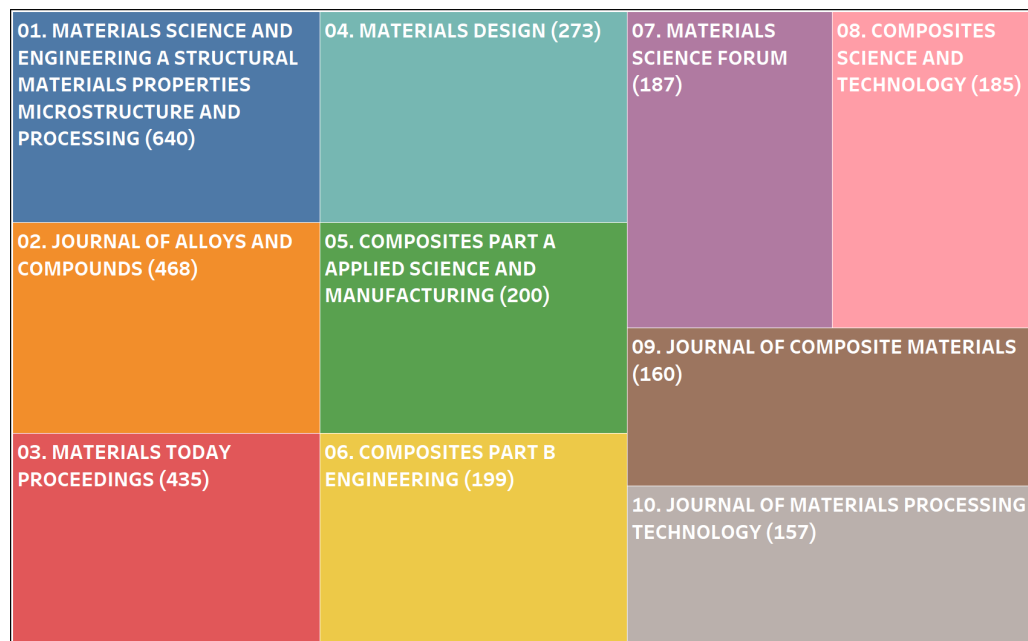 01. MATERIALS SCIENCE AND
ENGINEERING A STRUCTURAL
MATERIALS PROPERTIES
MICROSTRUCTURE AND
PROCESSING (640)
02. JOURNAL OF ALLOYS AND
COMPOUNDS (468)
03. MATERIALS TODAY
PROCEEDINGS (435)
04. MATERIALS DESIGN (273)
05. COMPOSITES PART A
APPLIED SCIENCE AND
MANUFACTURING (200)
06. COMPOSITES PART B
ENGINEERING (199)
07. MATERIALS
SCIENCE FORUM
(187)
08. COMPOSITES
SCIENCE AND
TECHNOLOGY (185)
09. JOURNAL OF COMPOSITE MATERIALS
(160)
10. JOURNAL OF MATERIALS PROCESSING
TECHNOLOGY (157)